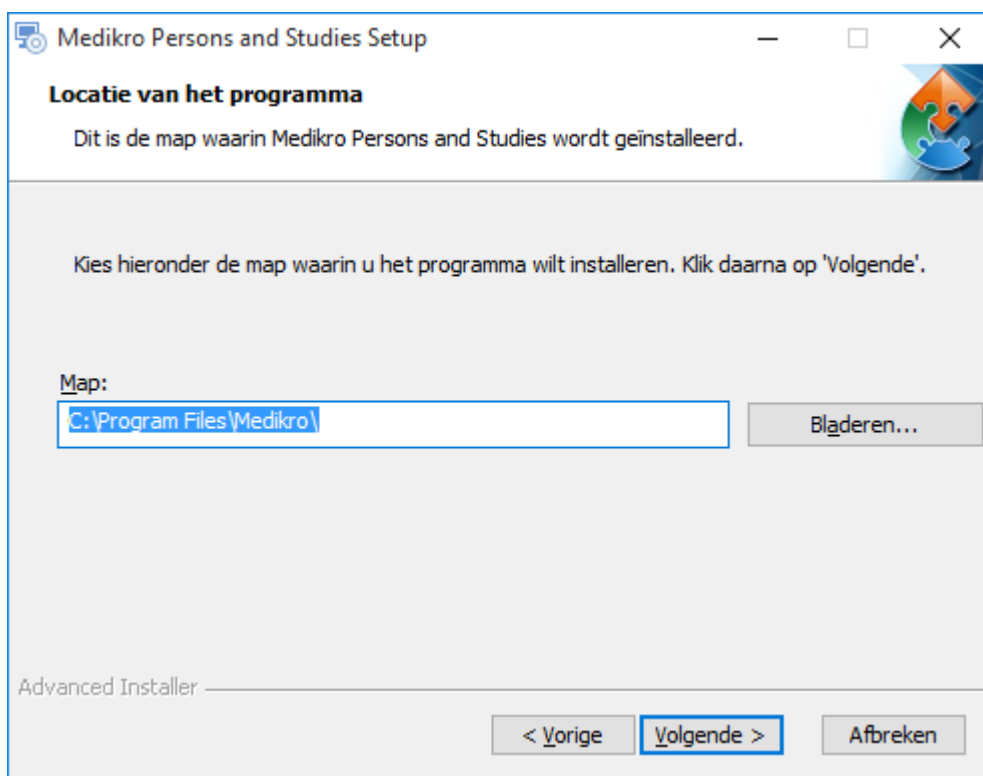 Medikro Persons and Studies Setup
Locatie van het programma
Dit is de map waarin Medikro Persons and Studies wordt geïnstalleerd.
Kies hieronder de map waarin u het programma wilt installeren. Klik daarna op 'Volgende'.
Map:
C:\Program Files\Medikro\
Bladeren...
Advanced Installer
< Vorige
Volgende >
Afbreken